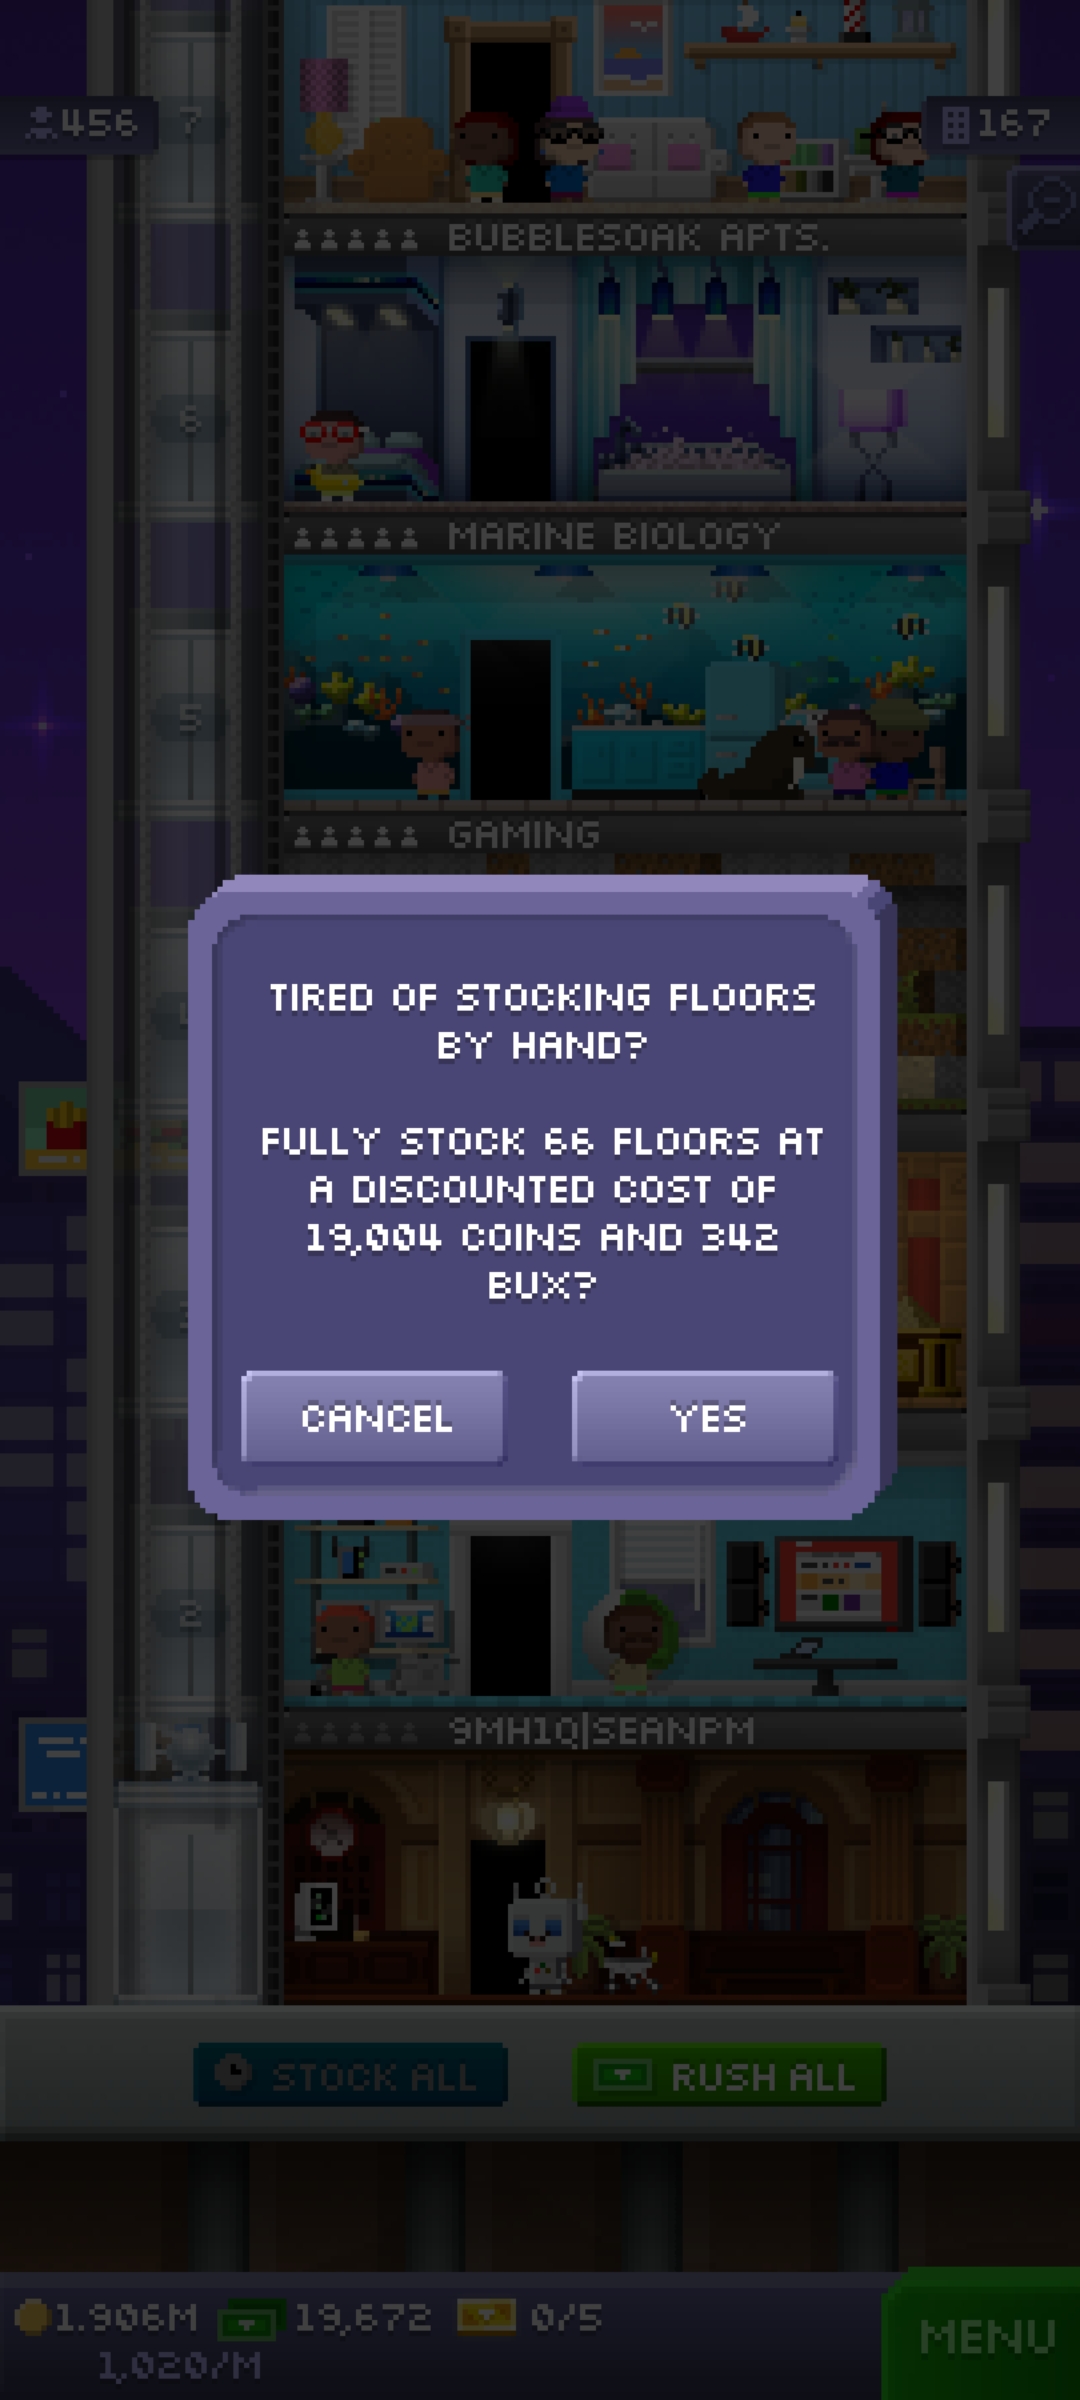 456
7
167
BUBBLESOAK APTS.
6
MARINE BIOLOGY
5
GAMING
TIRED OF STOCKING FLOORS
BY HAND?
FULLY STOCK 66 FLOORS AT
A DISCOUNTED COST OF
19,004 COINS AND 342
BUX?
CANCEL
YES
2
9MH1Q|SEANPM
STOCK ALL
RUSH ALL
1.906M
19,672
0/5
MENU
1,020/M